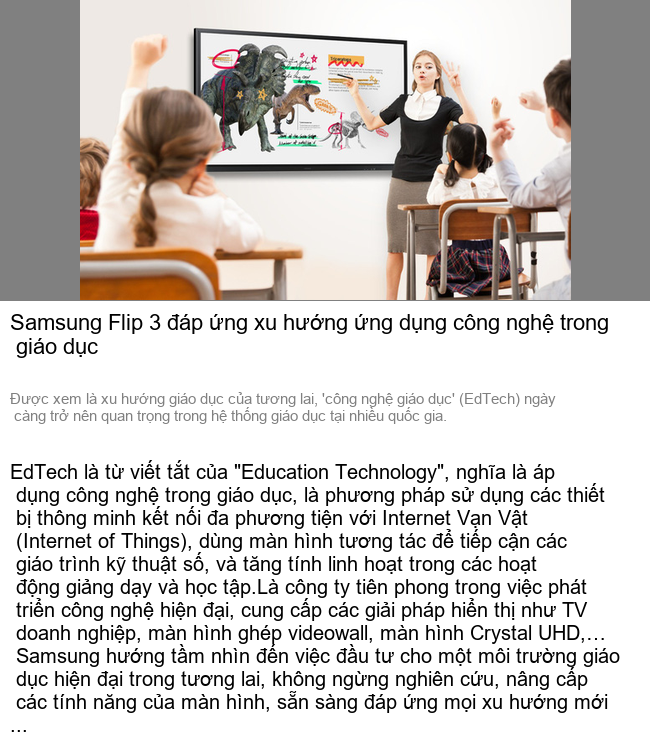 Samsung Flip 3 đáp ứng xu hướng ứng dụng công nghệ trong
giáo dục
Được xem là xu hướng giáo dục của tương lai, 'công nghệ giáo dục' (EdTech) ngày
càng trở nên quan trọng trong hệ thống giáo dục tại nhiều quốc gia.
EdTech là từ viết tắt của "Education Technology", nghĩa là áp
dụng công nghệ trong giáo dục, là phương pháp sử dụng các thiết
bị thông minh kết nối đa phương tiện với Internet Vạn Vật
(Internet of Things), dùng màn hình tương tác để tiếp cận các
giáo trình kỹ thuật số, và tăng tính linh hoạt trong các hoạt
động giảng dạy và học tập.Là công ty tiên phong trong việc phát
triển công nghệ hiện đại, cung cấp các giải pháp hiển thị như TV
doanh nghiệp, màn hình ghép videowall, màn hình Crystal UHD,…
Samsung hướng tầm nhìn đến việc đầu tư cho một môi trường giáo
dục hiện đại trong tương lai, không ngừng nghiên cứu, nâng cấp
các tính năng của màn hình, sẵn sàng đáp ứng mọi xu hướng mới
...